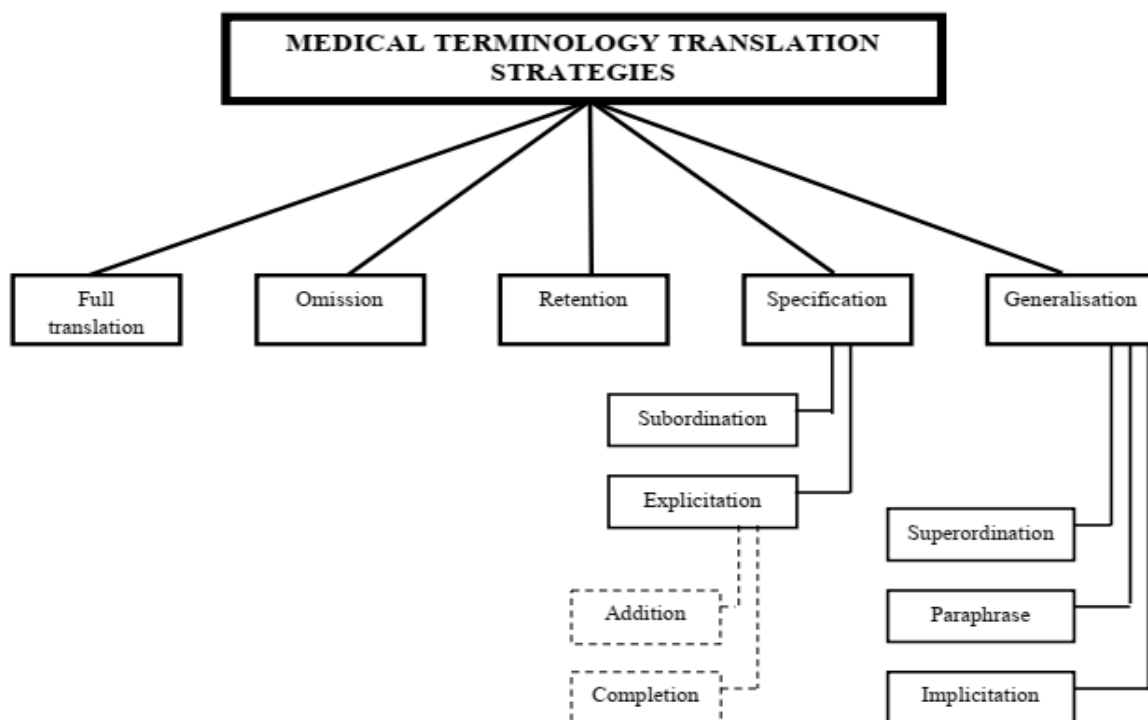 MEDICAL TERMINOLOGY TRANSLATION
STRATEGIES
Full
translation
Omission
Retention
Specification
Generalisation
Subordination
Explicitation
Superordination
Addition
Paraphrase
Completion
Implicitation